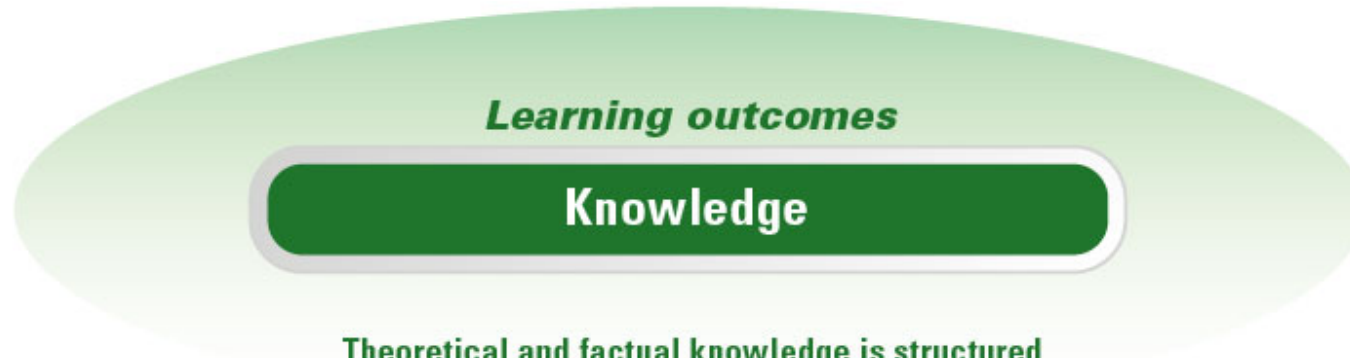 Learning outcomes
Knowledge
Theoretical and factual knowledge is structured